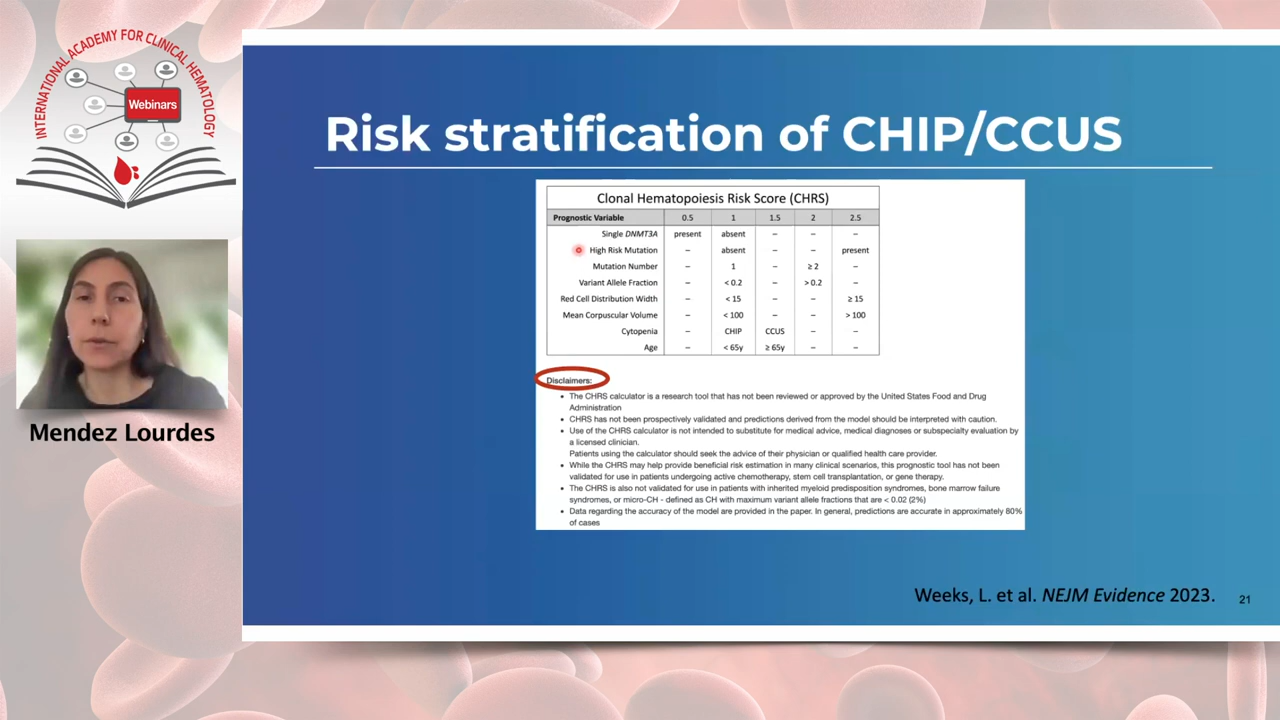 INTERNATIONAL ACADEMY FOR CLINICAL HEMATOLOGY
Webinars
Mendez Lourdes
Risk stratification of CHIP/CCUS
Clonal Hematopoiesis Risk Score (CHRS)
Prognostic Variable 0.5 1 1.5 2 2.5
Single DNMT3A present absent – – –
High Risk Mutation – absent – – present
Mutation Number – 1 – ≥ 2 –
Variant Allele Fraction – < 0.2 – > 0.2 –
Red Cell Distribution Width – < 15 – – ≥ 15
Mean Corpuscular Volume – < 100 – – > 100
Cytopenia – CHIP CCUS – –
Age – < 65y ≥ 65y – –
Disclaimers:
• The CHRS calculator is a research tool that has not been reviewed or approved by the United States Food and Drug
Administration
• CHRS has not been prospectively validated and predictions derived from the model should be interpreted with caution.
• Use of the CHRS calculator is not intended to substitute for medical advice, medical diagnoses or subspecialty evaluation by
a licensed clinician.
Patients using the calculator should seek the advice of their physician or qualified health care provider.
• While the CHRS may help provide beneficial risk estimation in many clinical scenarios, this prognostic tool has not been
validated for use in patients undergoing active chemotherapy, stem cell transplantation, or gene therapy.
• The CHRS is also not validated for use in patients with inherited myeloid predisposition syndromes, bone marrow failure
syndromes, or micro-CH - defined as CH with maximum variant allele fractions that are < 0.02 (2%)
• Data regarding the accuracy of the model are provided in the paper. In general, predictions are accurate in approximately 80%
of cases
Weeks, L. et al. NEJM Evidence 2023.
21